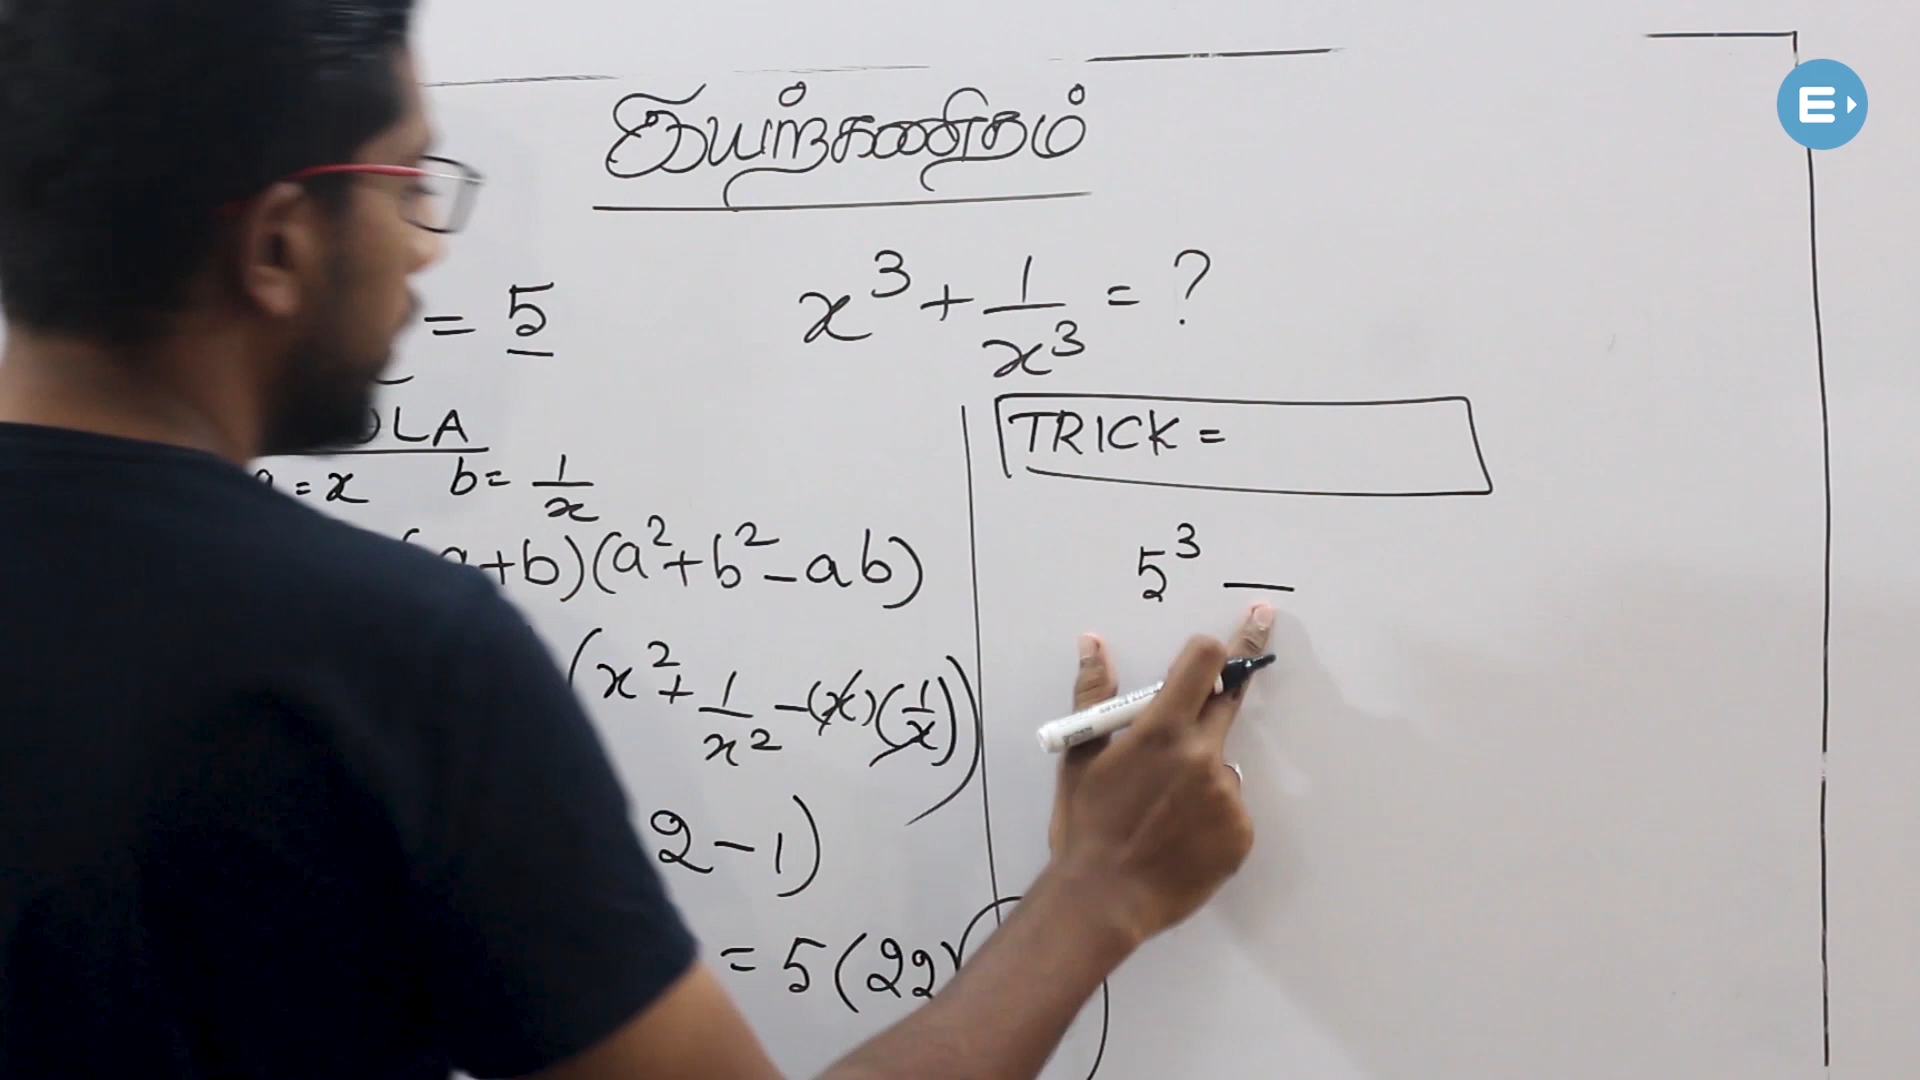 இயற்கணிதம்
= 5
x³ + 1/x³ = ?
OLA
= x b = 1/x
TRICK =
+b)(a²+b²-ab)
5³ —
(x² + 1/x² - (x)(1/x))
2-1)
= 5(22)
E